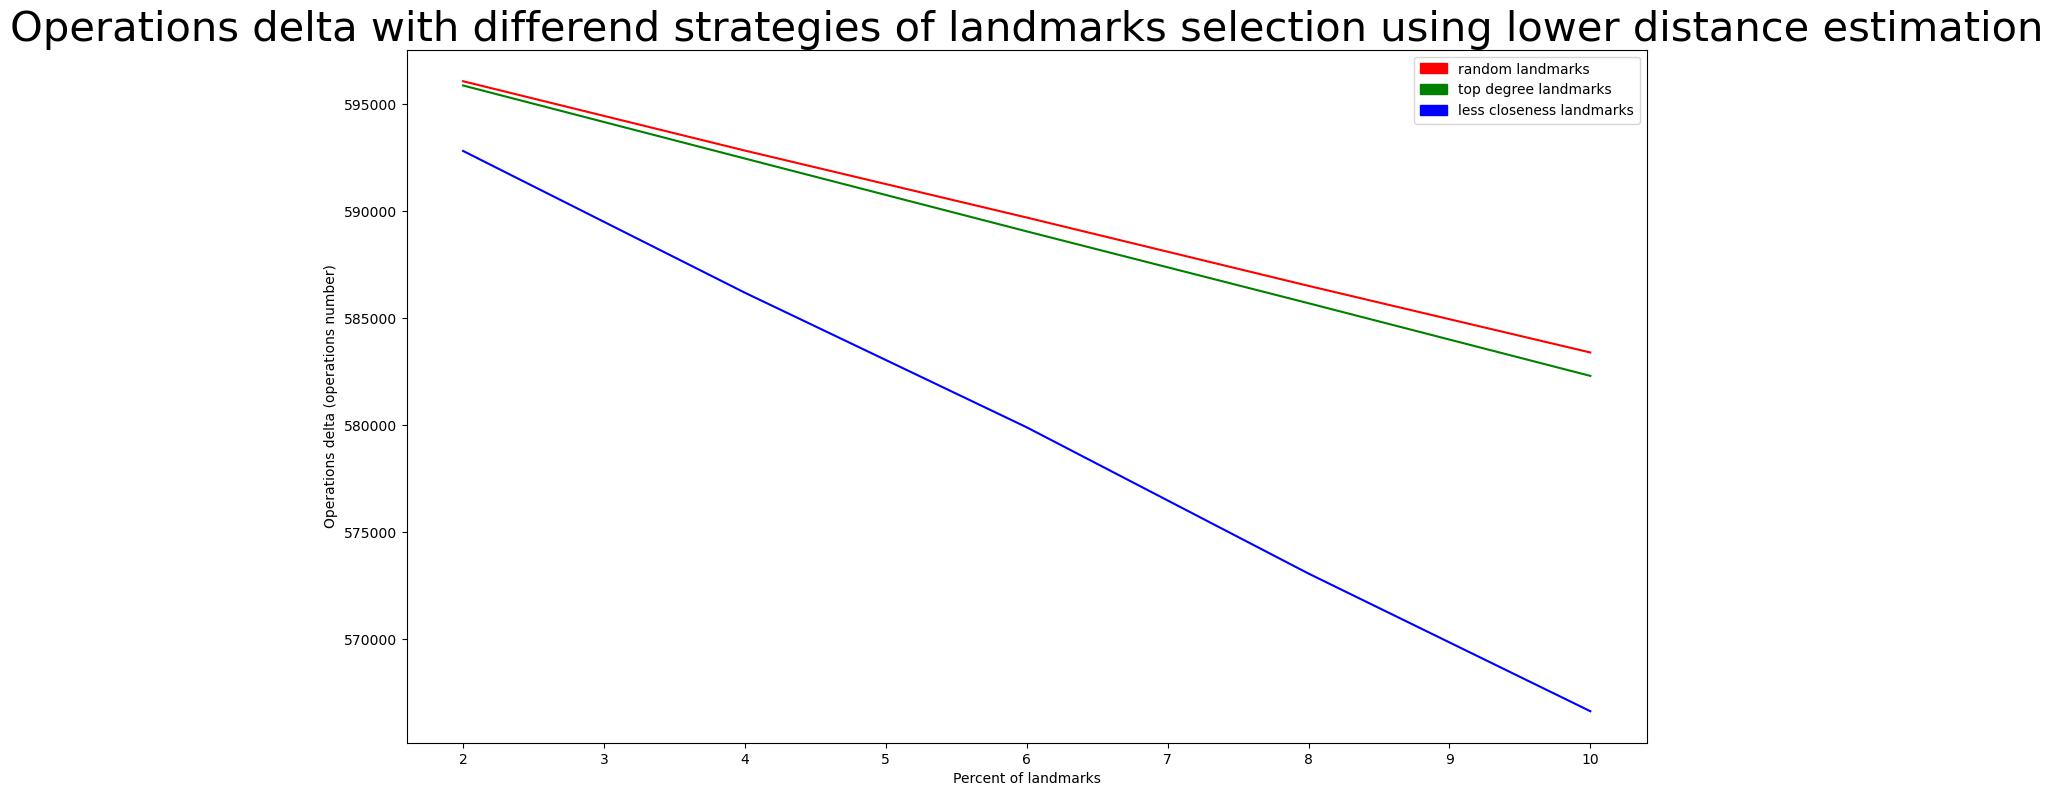 Operations delta with differend strategies of landmarks selection using lower distance estimation
random landmarks
top degree landmarks
less closeness landmarks
Operations delta (operations number)
595000
590000
585000
580000
575000
570000
2 3 4 5 6 7 8 9 10
Percent of landmarks